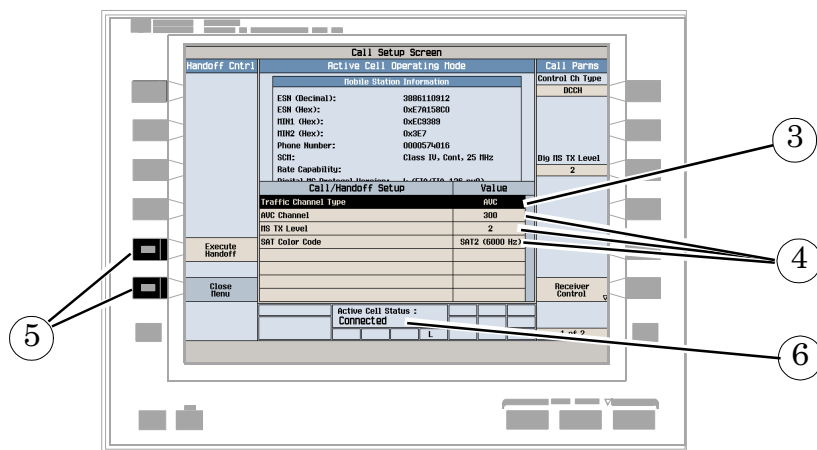 Call Setup Screen
Handoff Cntrl
Active Cell Operating Mode
Call Parms
Mobile Station Information
Control Ch Type
DCCH
ESN (Decimal): 3886110912
ESN (Hex): 0xE7A158C0
MIN1 (Hex): 0xEC9389
MIN2 (Hex): 0x3E7
Phone Number: 0000574016
SCM: Class IV, Cont, 25 MHz
Rate Capability:
Dig MS TX Level
2
Call/Handoff Setup Value
Traffic Channel Type AVC
AVC Channel 300
MS TX Level 2
SAT Color Code SAT2 (6000 Hz)
Execute
Handoff
Close
Menu
Receiver
Control
Active Cell Status :
Connected
L
1 of 2
3
4
5
6